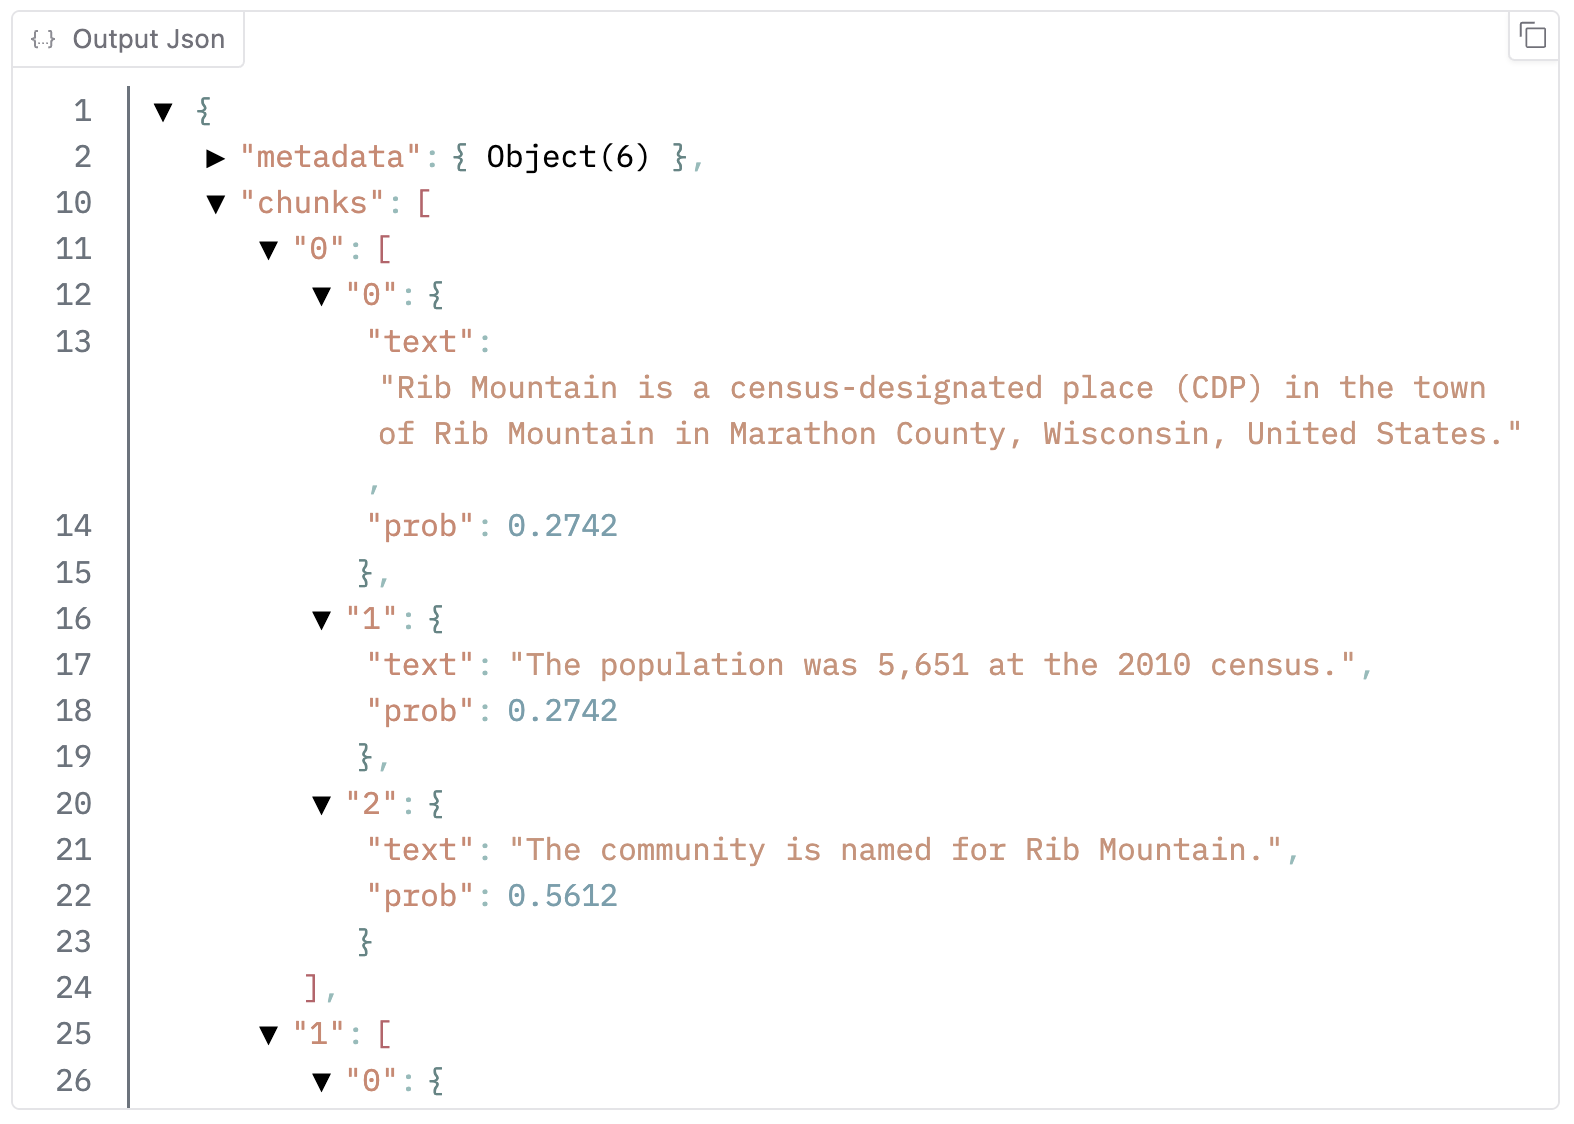 {...} Output Json
1 ▼ {
2 ▶ "metadata": { Object(6) },
10 ▼ "chunks": [
11 ▼ "0": [
12 ▼ "0": {
13 "text":
"Rib Mountain is a census-designated place (CDP) in the town
of Rib Mountain in Marathon County, Wisconsin, United States."
,
14 "prob": 0.2742
15 },
16 ▼ "1": {
17 "text": "The population was 5,651 at the 2010 census.",
18 "prob": 0.2742
19 },
20 ▼ "2": {
21 "text": "The community is named for Rib Mountain.",
22 "prob": 0.5612
23 }
24 ],
25 ▼ "1": [
26 ▼ "0": {